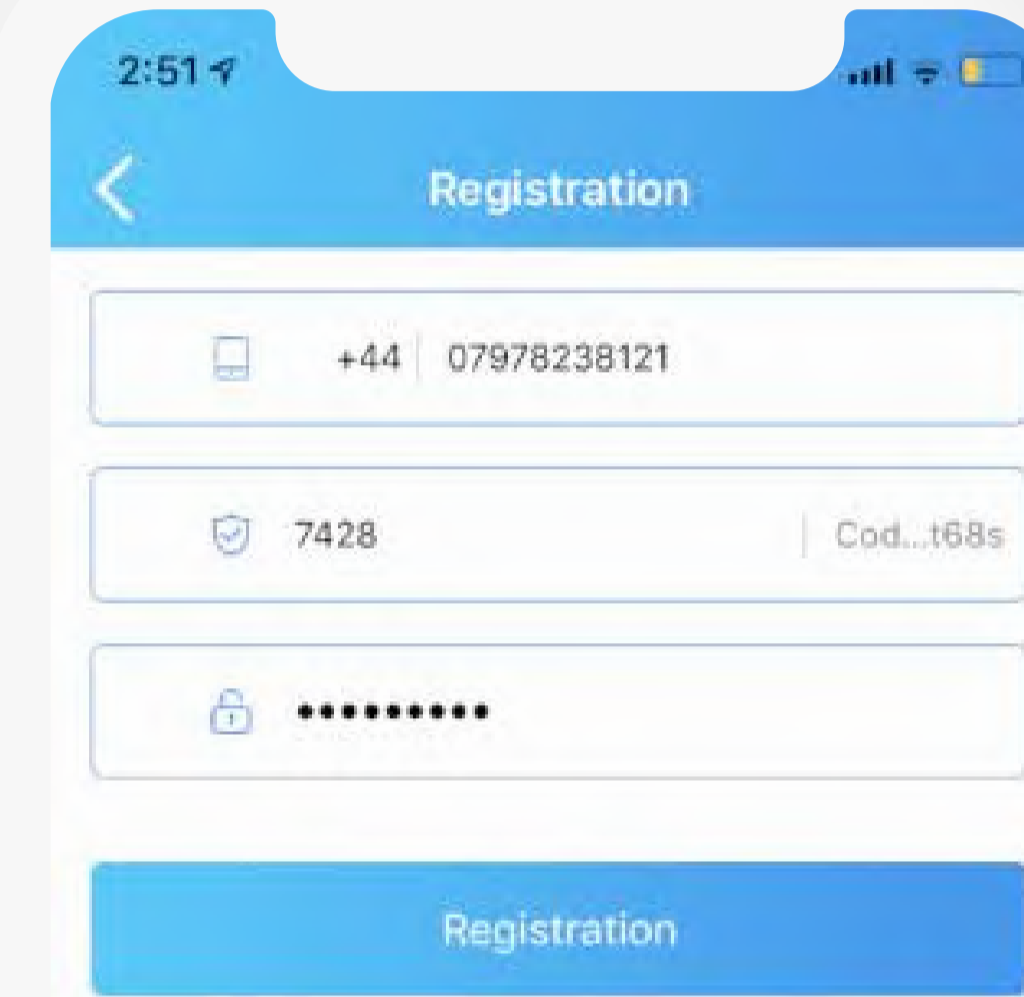 2:51
Registration
+44 07978238121
7428 Cod...t68s
•••••••••
Registration